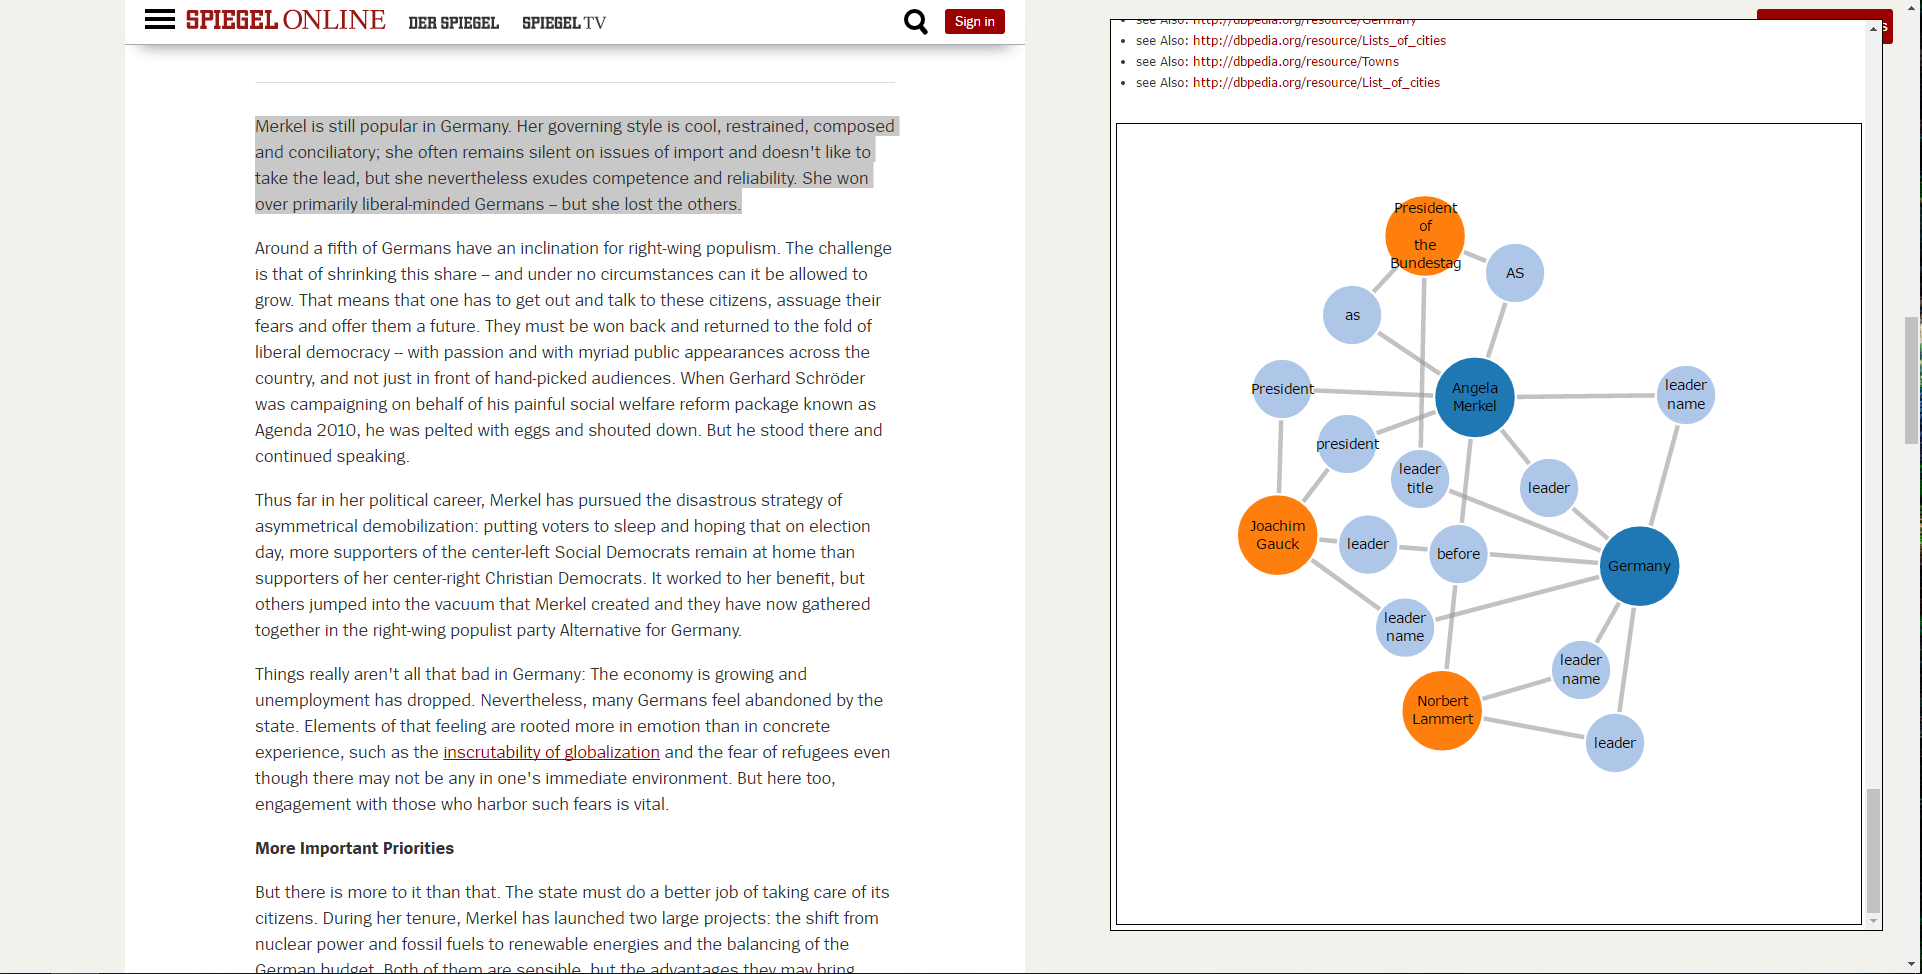 SPIEGEL ONLINE DER SPIEGEL SPIEGEL TV Sign in
Merkel is still popular in Germany. Her governing style is cool, restrained, composed
and conciliatory; she often remains silent on issues of import and doesn't like to
take the lead, but she nevertheless exudes competence and reliability. She won
over primarily liberal-minded Germans – but she lost the others.
Around a fifth of Germans have an inclination for right-wing populism. The challenge
is that of shrinking this share -- and under no circumstances can it be allowed to
grow. That means that one has to get out and talk to these citizens, assuage their
fears and offer them a future. They must be won back and returned to the fold of
liberal democracy -- with passion and with myriad public appearances across the
country, and not just in front of hand-picked audiences. When Gerhard Schröder
was campaigning on behalf of his painful social welfare reform package known as
Agenda 2010, he was pelted with eggs and shouted down. But he stood there and
continued speaking.
Thus far in her political career, Merkel has pursued the disastrous strategy of
asymmetrical demobilization: putting voters to sleep and hoping that on election
day, more supporters of the center-left Social Democrats remain at home than
supporters of her center-right Christian Democrats. It worked to her benefit, but
others jumped into the vacuum that Merkel created and they have now gathered
together in the right-wing populist party Alternative for Germany.
Things really aren't all that bad in Germany: The economy is growing and
unemployment has dropped. Nevertheless, many Germans feel abandoned by the
state. Elements of that feeling are rooted more in emotion than in concrete
experience, such as the inscrutability of globalization and the fear of refugees even
though there may not be any in one's immediate environment. But here too,
engagement with those who harbor such fears is vital.
More Important Priorities
But there is more to it than that. The state must do a better job of taking care of its
citizens. During her tenure, Merkel has launched two large projects: the shift from
nuclear power and fossil fuels to renewable energies and the balancing of the
German budget. Both of them are sensible, but the advantages they may bring
see Also: http://dbpedia.org/resource/Germany
see Also: http://dbpedia.org/resource/Lists_of_cities
see Also: http://dbpedia.org/resource/Towns
see Also: http://dbpedia.org/resource/List_of_cities
President
of
the
Bundestag
AS
as
President
Angela
Merkel
leader
name
president
leader
title
leader
Joachim
Gauck
leader
before
Germany
leader
name
leader
name
Norbert
Lammert
leader